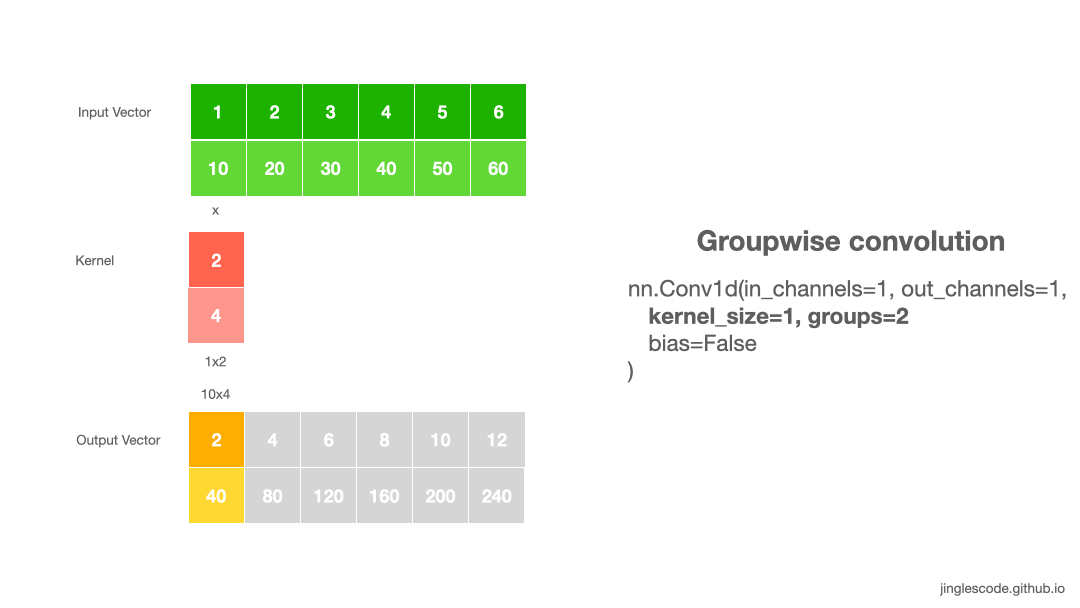 Input Vector
1 2 3 4 5 6
10 20 30 40 50 60
x
Kernel
2
4
1x2
10x4
Output Vector
2 4 6 8 10 12
40 80 120 160 200 240
Groupwise convolution
nn.Conv1d(in_channels=1, out_channels=1,
kernel_size=1, groups=2
bias=False
)
jinglescode.github.io